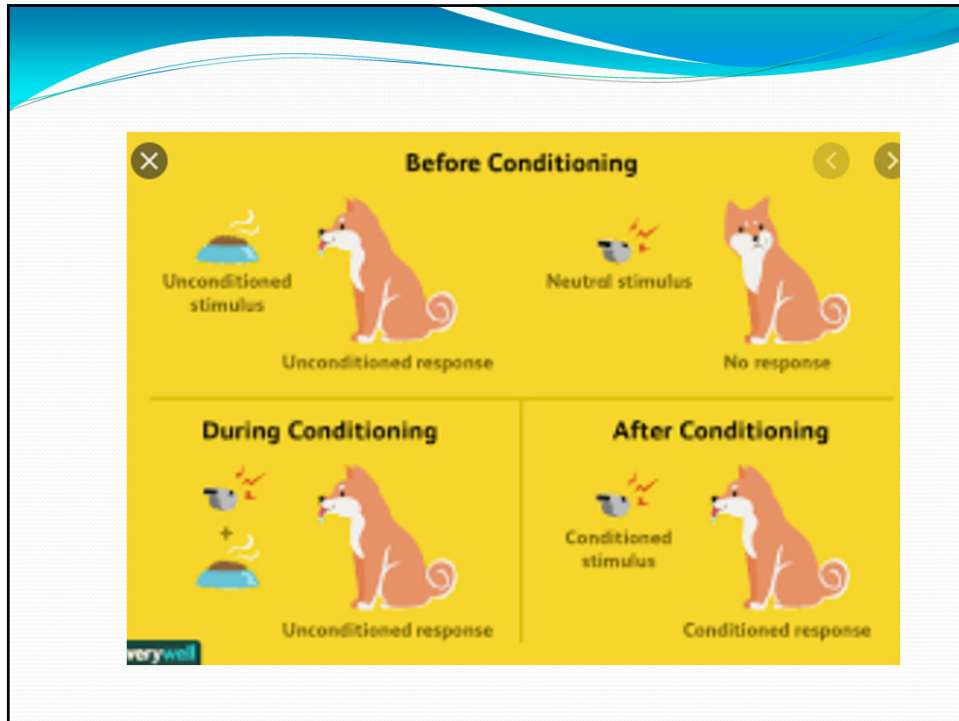 Before Conditioning
Unconditioned
stimulus
Unconditioned response
Neutral stimulus
No response
During Conditioning
+
Unconditioned response
After Conditioning
Conditioned
stimulus
Conditioned response
verywell